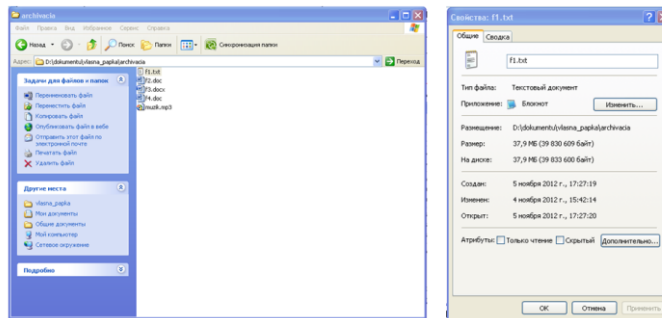 archivacia
Файл Правка Вид Избранное Сервис Справка
Назад Поиск Папки Синхронизация папки
Адрес: D:\dokumentu\vlasna_papka\archivacia Переход
Задачи для файлов и папок
Переименовать файл
Переместить файл
Копировать файл
Опубликовать файл в вебе
Отправить этот файл по
электронной почте
Печатать файл
Удалить файл
Другие места
vlasna_papka
Мои документы
Общие документы
Мой компьютер
Сетевое окружение
Подробно
f1.txt
f2.doc
f3.docx
f4.doc
muzik.mp3
Свойства: f1.txt
Общие Сводка
f1.txt
Тип файла: Текстовый документ
Приложение: Блокнот Изменить...
Размещение: D:\dokumentu\vlasna_papka\archivacia
Размер: 37,9 МБ (39 830 609 байт)
На диске: 37,9 МБ (39 833 600 байт)
Создан: 5 ноября 2012 г., 17:27:19
Изменен: 4 ноября 2012 г., 15:42:14
Открыт: 5 ноября 2012 г., 17:27:20
Атрибуты: Только чтение Скрытый Дополнительно...
ОК Отмена Применить